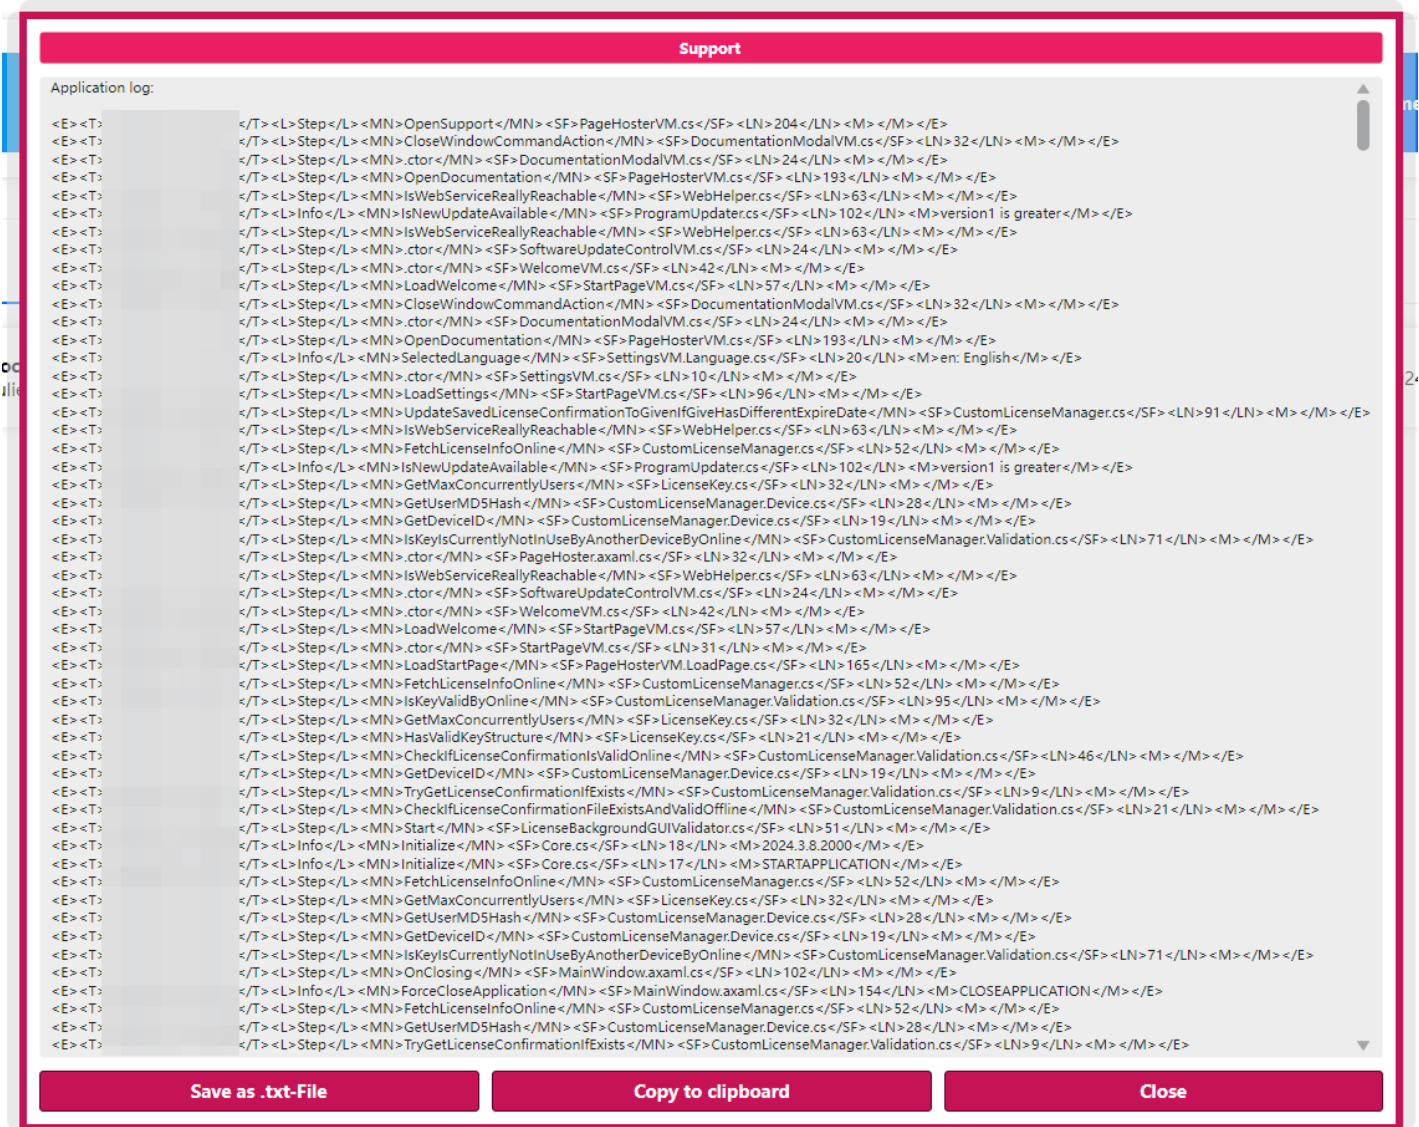 Support
Application log:
<E><T> </T><L>Step</L><MN>OpenSupport</MN><SF>PageHosterVM.cs</SF><LN>204</LN><M></M></E>
<E><T> </T><L>Step</L><MN>CloseWindowCommandAction</MN><SF>DocumentationModalVM.cs</SF><LN>32</LN><M></M></E>
<E><T> </T><L>Step</L><MN>.ctor</MN><SF>DocumentationModalVM.cs</SF><LN>24</LN><M></M></E>
<E><T> </T><L>Step</L><MN>OpenDocumentation</MN><SF>PageHosterVM.cs</SF><LN>193</LN><M></M></E>
<E><T> </T><L>Step</L><MN>IsWebServiceReallyReachable</MN><SF>WebHelper.cs</SF><LN>63</LN><M></M></E>
<E><T> </T><L>Info</L><MN>IsNewUpdateAvailable</MN><SF>ProgramUpdater.cs</SF><LN>102</LN><M>version1 is greater</M></E>
<E><T> </T><L>Step</L><MN>IsWebServiceReallyReachable</MN><SF>WebHelper.cs</SF><LN>63</LN><M></M></E>
<E><T> </T><L>Step</L><MN>.ctor</MN><SF>SoftwareUpdateControlVM.cs</SF><LN>24</LN><M></M></E>
<E><T> </T><L>Step</L><MN>.ctor</MN><SF>WelcomeVM.cs</SF><LN>42</LN><M></M></E>
<E><T> </T><L>Step</L><MN>LoadWelcome</MN><SF>StartPageVM.cs</SF><LN>57</LN><M></M></E>
<E><T> </T><L>Step</L><MN>CloseWindowCommandAction</MN><SF>DocumentationModalVM.cs</SF><LN>32</LN><M></M></E>
<E><T> </T><L>Step</L><MN>.ctor</MN><SF>DocumentationModalVM.cs</SF><LN>24</LN><M></M></E>
<E><T> </T><L>Step</L><MN>OpenDocumentation</MN><SF>PageHosterVM.cs</SF><LN>193</LN><M></M></E>
<E><T> </T><L>Info</L><MN>SelectedLanguage</MN><SF>SettingsVM.Language.cs</SF><LN>20</LN><M>en: English</M></E>
<E><T> </T><L>Step</L><MN>.ctor</MN><SF>SettingsVM.cs</SF><LN>10</LN><M></M></E>
<E><T> </T><L>Step</L><MN>LoadSettings</MN><SF>StartPageVM.cs</SF><LN>96</LN><M></M></E>
<E><T> </T><L>Step</L><MN>UpdateSavedLicenseConfirmationToGivenIfGiveHasDifferentExpireDate</MN><SF>CustomLicenseManager.cs</SF><LN>91</LN><M></M></E>
<E><T> </T><L>Step</L><MN>IsWebServiceReallyReachable</MN><SF>WebHelper.cs</SF><LN>63</LN><M></M></E>
<E><T> </T><L>Step</L><MN>FetchLicenseInfoOnline</MN><SF>CustomLicenseManager.cs</SF><LN>52</LN><M></M></E>
<E><T> </T><L>Info</L><MN>IsNewUpdateAvailable</MN><SF>ProgramUpdater.cs</SF><LN>102</LN><M>version1 is greater</M></E>
<E><T> </T><L>Step</L><MN>GetMaxConcurrentlyUsers</MN><SF>LicenseKey.cs</SF><LN>32</LN><M></M></E>
<E><T> </T><L>Step</L><MN>GetUserMD5Hash</MN><SF>CustomLicenseManager.Device.cs</SF><LN>28</LN><M></M></E>
<E><T> </T><L>Step</L><MN>GetDeviceID</MN><SF>CustomLicenseManager.Device.cs</SF><LN>19</LN><M></M></E>
<E><T> </T><L>Step</L><MN>IsKeyIsCurrentlyNotInUseByAnotherDeviceByOnline</MN><SF>CustomLicenseManager.Validation.cs</SF><LN>71</LN><M></M></E>
<E><T> </T><L>Step</L><MN>.ctor</MN><SF>PageHoster.axaml.cs</SF><LN>32</LN><M></M></E>
<E><T> </T><L>Step</L><MN>IsWebServiceReallyReachable</MN><SF>WebHelper.cs</SF><LN>63</LN><M></M></E>
<E><T> </T><L>Step</L><MN>.ctor</MN><SF>SoftwareUpdateControlVM.cs</SF><LN>24</LN><M></M></E>
<E><T> </T><L>Step</L><MN>.ctor</MN><SF>WelcomeVM.cs</SF><LN>42</LN><M></M></E>
<E><T> </T><L>Step</L><MN>LoadWelcome</MN><SF>StartPageVM.cs</SF><LN>57</LN><M></M></E>
<E><T> </T><L>Step</L><MN>.ctor</MN><SF>StartPageVM.cs</SF><LN>31</LN><M></M></E>
<E><T> </T><L>Step</L><MN>LoadStartPage</MN><SF>PageHosterVM.LoadPage.cs</SF><LN>165</LN><M></M></E>
<E><T> </T><L>Step</L><MN>FetchLicenseInfoOnline</MN><SF>CustomLicenseManager.cs</SF><LN>52</LN><M></M></E>
<E><T> </T><L>Step</L><MN>IsKeyValidByOnline</MN><SF>CustomLicenseManager.Validation.cs</SF><LN>95</LN><M></M></E>
<E><T> </T><L>Step</L><MN>GetMaxConcurrentlyUsers</MN><SF>LicenseKey.cs</SF><LN>32</LN><M></M></E>
<E><T> </T><L>Step</L><MN>HasValidKeyStructure</MN><SF>LicenseKey.cs</SF><LN>21</LN><M></M></E>
<E><T> </T><L>Step</L><MN>CheckIfLicenseConfirmationIsValidOnline</MN><SF>CustomLicenseManager.Validation.cs</SF><LN>46</LN><M></M></E>
<E><T> </T><L>Step</L><MN>GetDeviceID</MN><SF>CustomLicenseManager.Device.cs</SF><LN>19</LN><M></M></E>
<E><T> </T><L>Step</L><MN>TryGetLicenseConfirmationIfExists</MN><SF>CustomLicenseManager.Validation.cs</SF><LN>9</LN><M></M></E>
<E><T> </T><L>Step</L><MN>CheckIfLicenseConfirmationFileExistsAndValidOffline</MN><SF>CustomLicenseManager.Validation.cs</SF><LN>21</LN><M></M></E>
<E><T> </T><L>Step</L><MN>Start</MN><SF>LicenseBackgroundGUIValidator.cs</SF><LN>51</LN><M></M></E>
<E><T> </T><L>Info</L><MN>Initialize</MN><SF>Core.cs</SF><LN>18</LN><M>2024.3.8.2000</M></E>
<E><T> </T><L>Info</L><MN>Initialize</MN><SF>Core.cs</SF><LN>17</LN><M>STARTAPPLICATION</M></E>
<E><T> </T><L>Step</L><MN>FetchLicenseInfoOnline</MN><SF>CustomLicenseManager.cs</SF><LN>52</LN><M></M></E>
<E><T> </T><L>Step</L><MN>GetMaxConcurrentlyUsers</MN><SF>LicenseKey.cs</SF><LN>32</LN><M></M></E>
<E><T> </T><L>Step</L><MN>GetUserMD5Hash</MN><SF>CustomLicenseManager.Device.cs</SF><LN>28</LN><M></M></E>
<E><T> </T><L>Step</L><MN>GetDeviceID</MN><SF>CustomLicenseManager.Device.cs</SF><LN>19</LN><M></M></E>
<E><T> </T><L>Step</L><MN>IsKeyIsCurrentlyNotInUseByAnotherDeviceByOnline</MN><SF>CustomLicenseManager.Validation.cs</SF><LN>71</LN><M></M></E>
<E><T> </T><L>Step</L><MN>OnClosing</MN><SF>MainWindow.axaml.cs</SF><LN>102</LN><M></M></E>
<E><T> </T><L>Info</L><MN>ForceCloseApplication</MN><SF>MainWindow.axaml.cs</SF><LN>154</LN><M>CLOSEAPPLICATION</M></E>
<E><T> </T><L>Step</L><MN>FetchLicenseInfoOnline</MN><SF>CustomLicenseManager.cs</SF><LN>52</LN><M></M></E>
<E><T> </T><L>Step</L><MN>GetUserMD5Hash</MN><SF>CustomLicenseManager.Device.cs</SF><LN>28</LN><M></M></E>
<E><T> </T><L>Step</L><MN>TryGetLicenseConfirmationIfExists</MN><SF>CustomLicenseManager.Validation.cs</SF><LN>9</LN><M></M></E>
Save as .txt-File
Copy to clipboard
Close